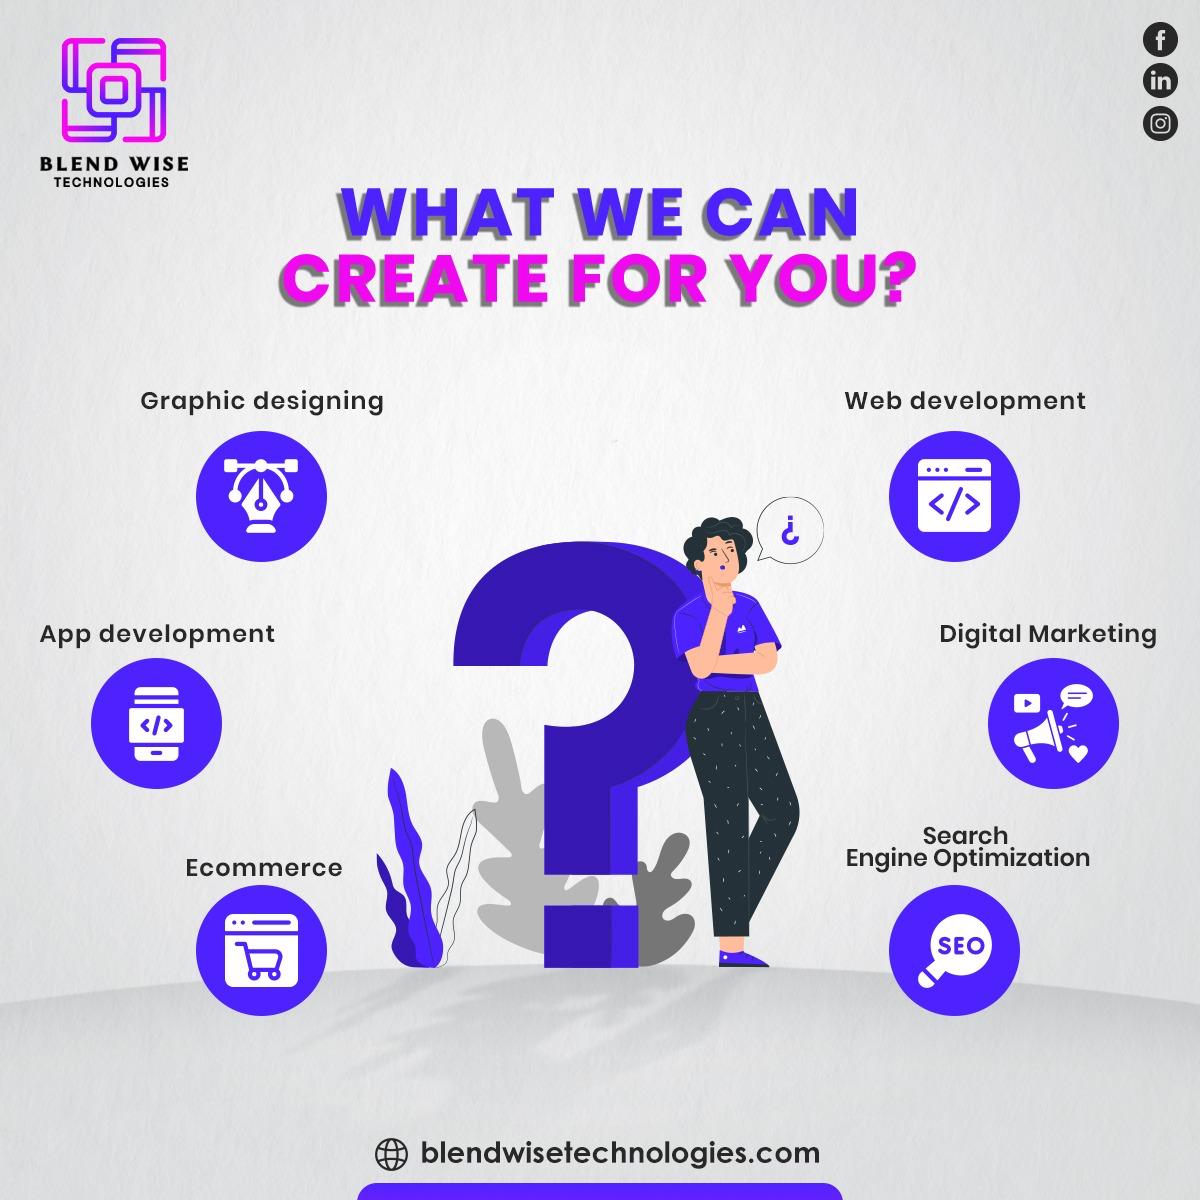 BLEND WISE
TECHNOLOGIES
WHAT WE CAN
CREATE FOR YOU?
Graphic designing
Web development
¿
App development
Digital Marketing
Ecommerce
Search
Engine Optimization
SEO
blendwisetechnologies.com